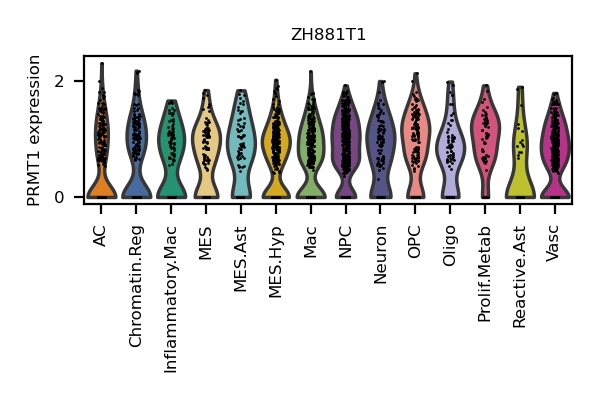 ZH881T1
PRMT1 expression
2
0
AC
Chromatin.Reg
Inflammatory.Mac
MES
MES.Ast
MES.Hyp
Mac
NPC
Neuron
OPC
Oligo
Prolif.Metab
Reactive.Ast
Vasc